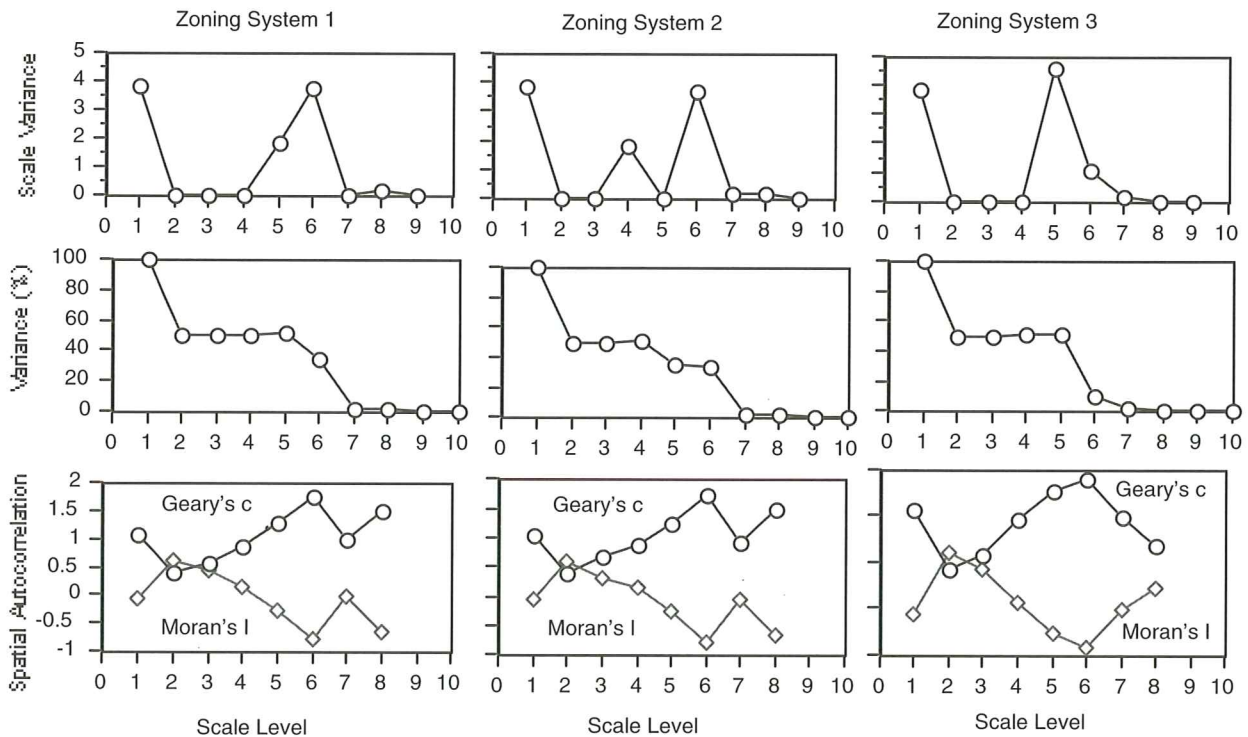 Zoning System 1
Zoning System 2
Zoning System 3
Scale Variance
5
4
3
2
1
0
0 1 2 3 4 5 6 7 8 9 10
0 1 2 3 4 5 6 7 8 9 10
0 1 2 3 4 5 6 7 8 9 10
Variance (%)
100
80
60
40
20
0
0 1 2 3 4 5 6 7 8 9 10
0 1 2 3 4 5 6 7 8 9 10
0 1 2 3 4 5 6 7 8 9 10
Spatial Autocorrelation
2
1.5
1
0.5
0
-0.5
-1
Geary's c
Moran's I
Geary's c
Moran's I
Geary's c
Moran's I
0 1 2 3 4 5 6 7 8 9 10
0 1 2 3 4 5 6 7 8 9 10
0 1 2 3 4 5 6 7 8 9 10
Scale Level
Scale Level
Scale Level